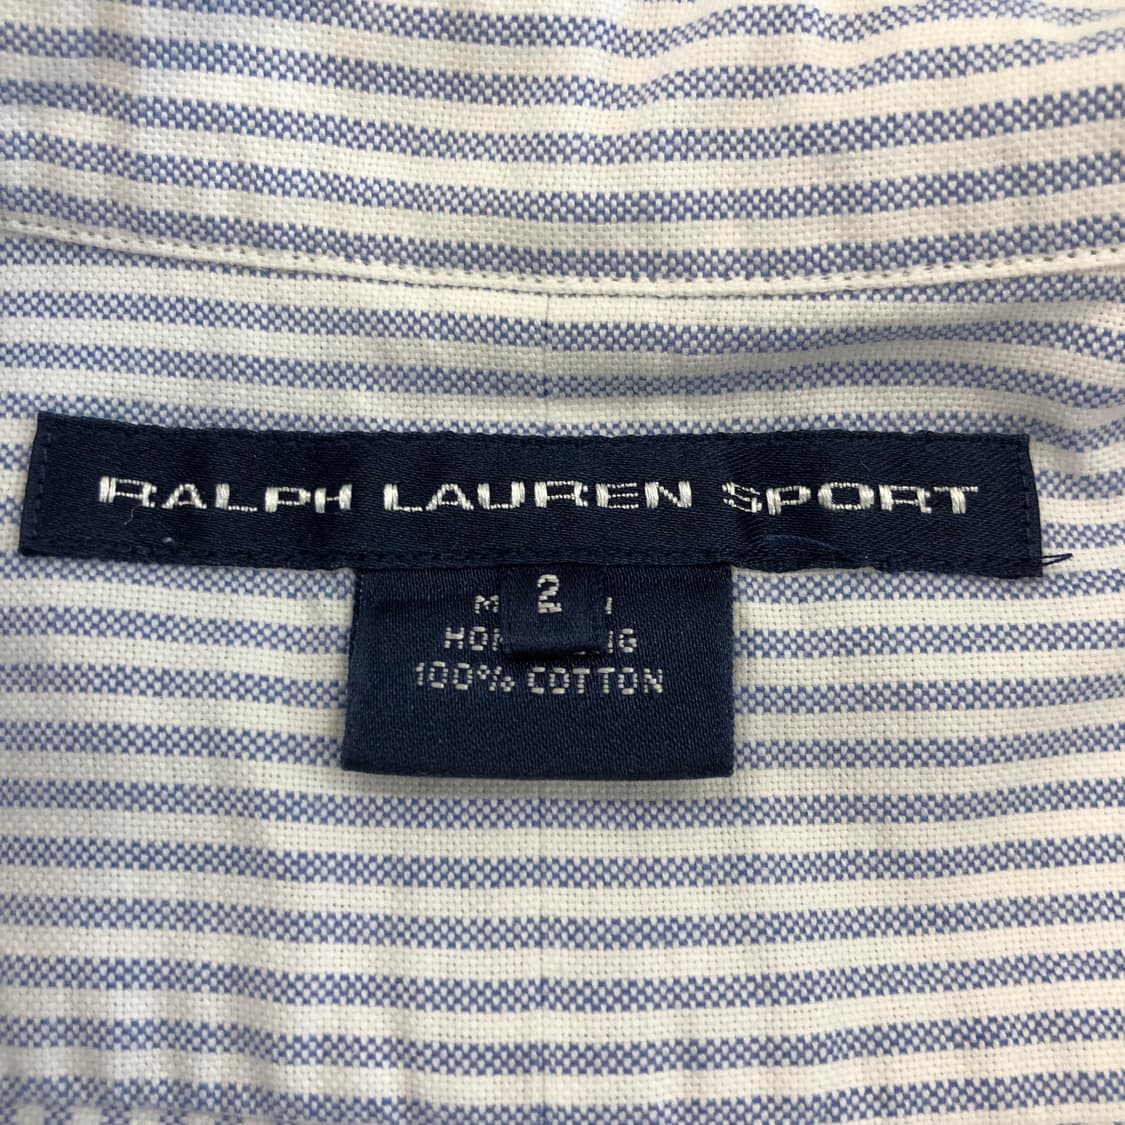 RALPH LAUREN SPORT
2
100% COTTON